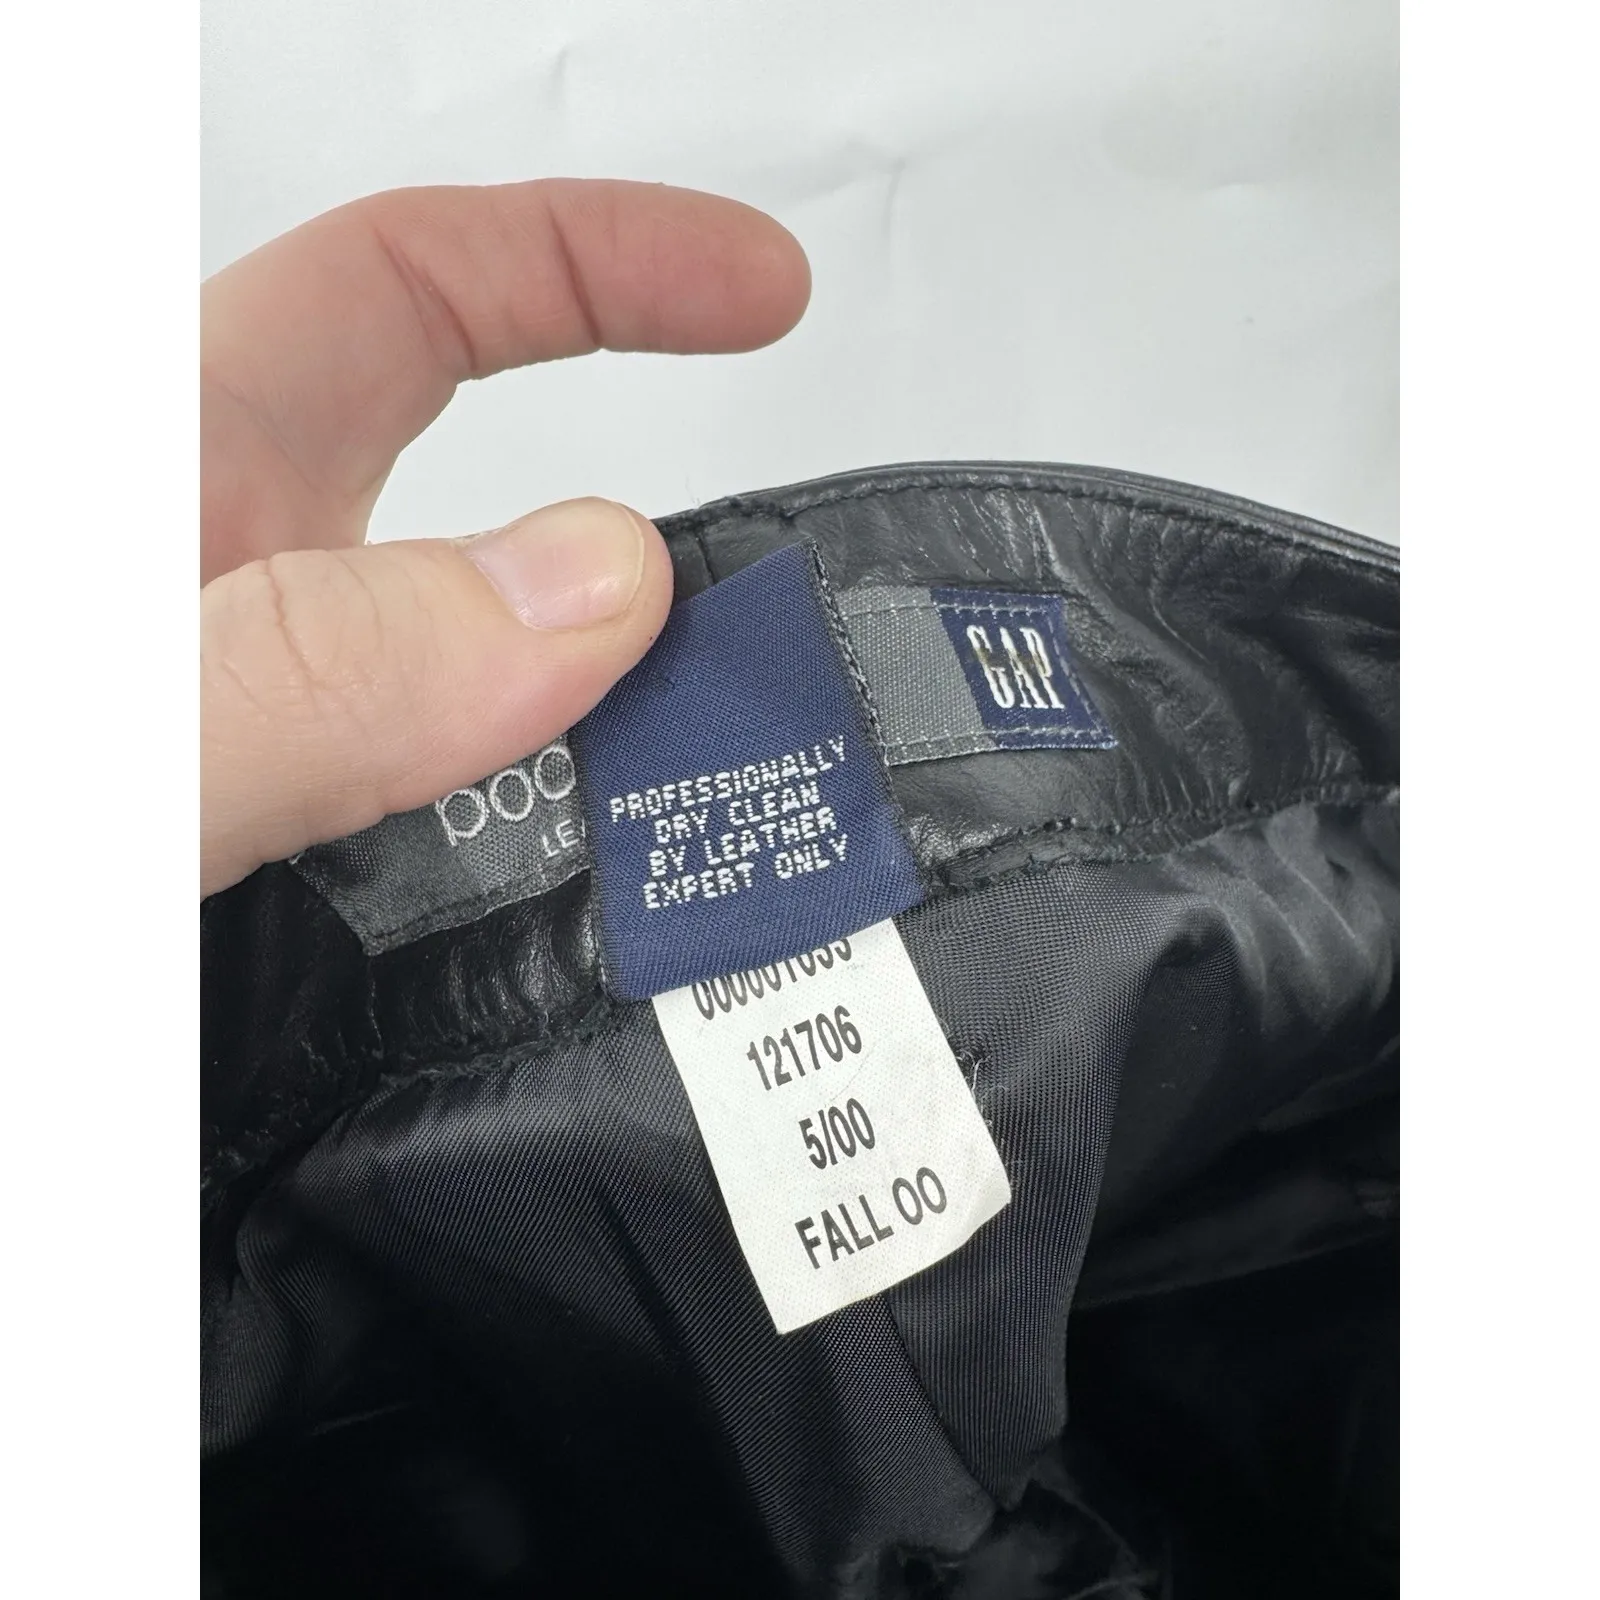 GAP
PROFESSIONALLY
DRY CLEAN
BY LEATHER
EXPERT ONLY
121706
5/00
FALL 00